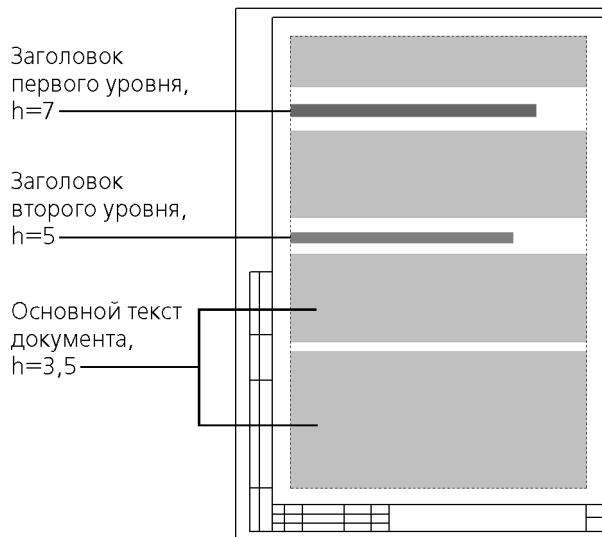 Заголовок
первого уровня,
h=7
Заголовок
второго уровня,
h=5
Основной текст
документа,
h=3,5